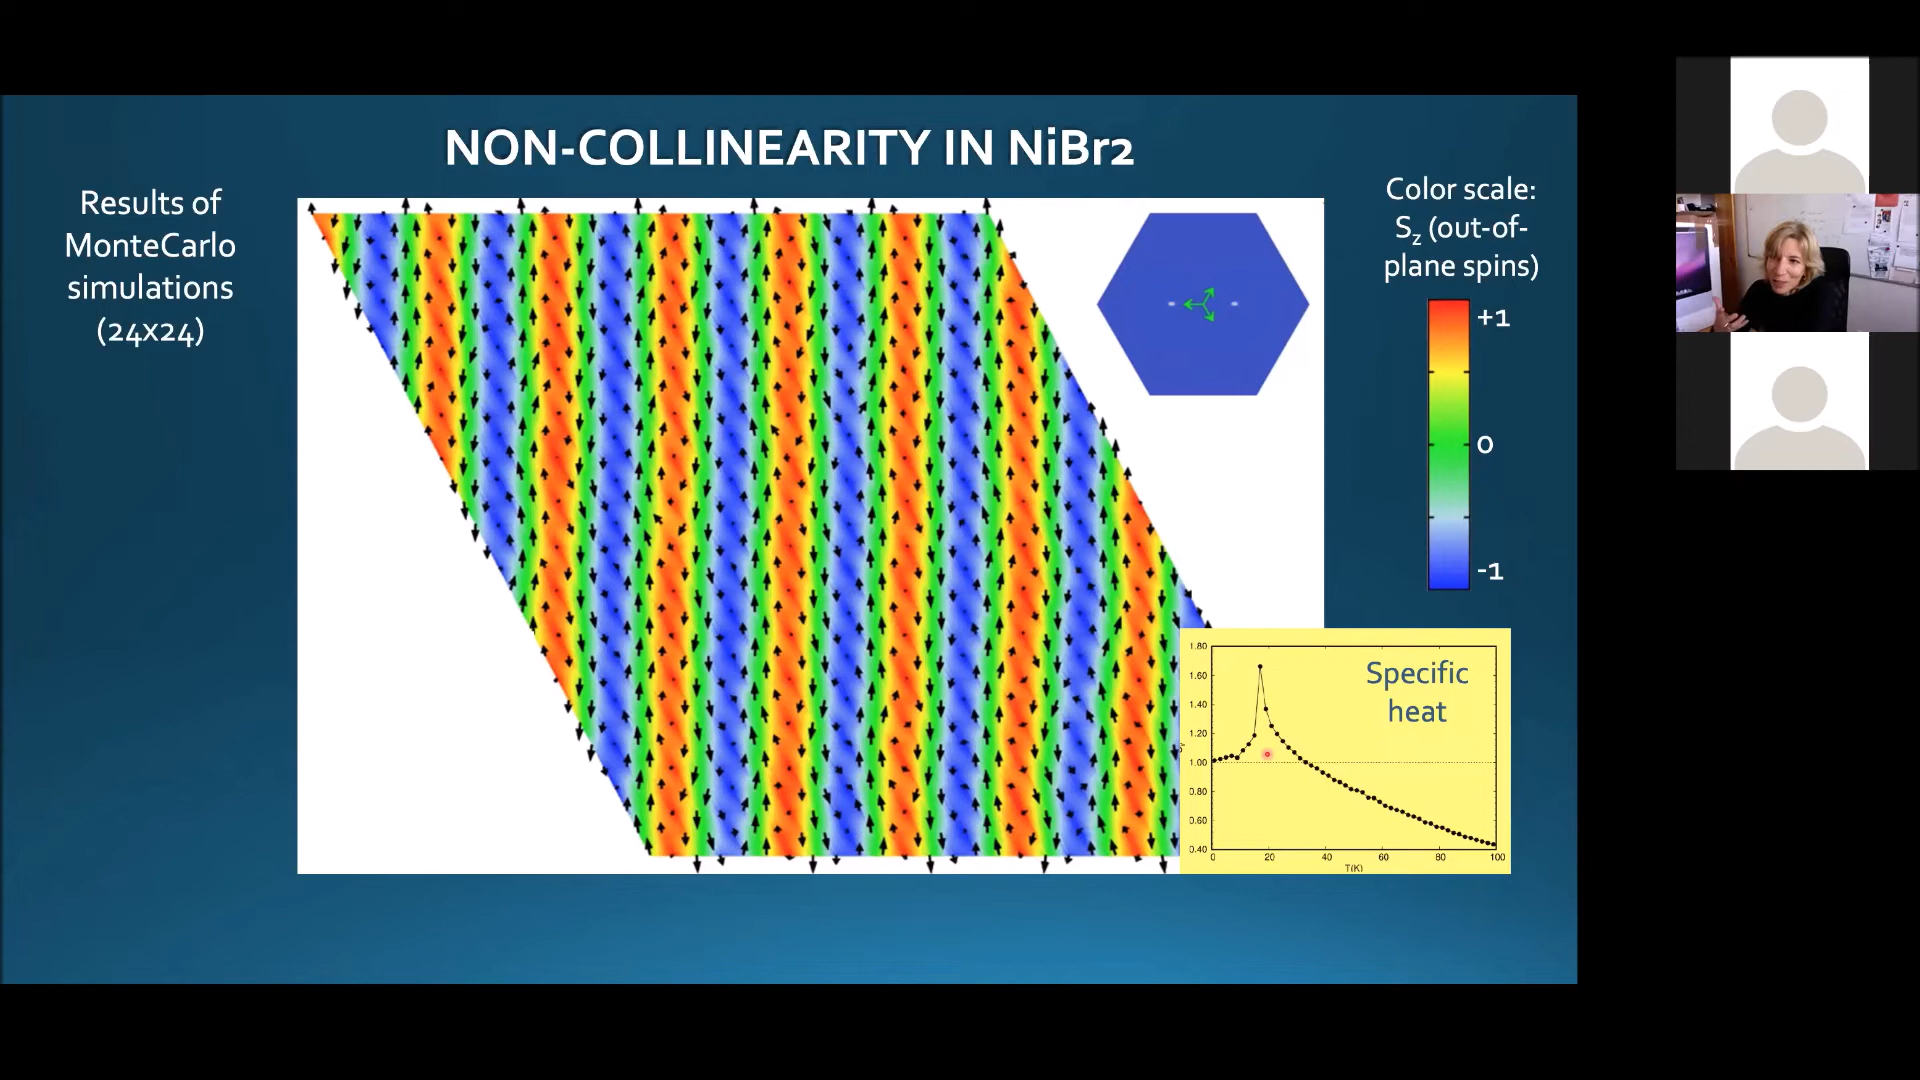 NON-COLLINEARITY IN NiBr2
Results of
MonteCarlo
simulations
(24x24)
Color scale:
Sz (out-of-
plane spins)
+1
0
-1
Specific
heat
1.80
1.60
1.40
1.20
1.00
0.80
0.60
0.40
0 20 40 60 80 100
T(K)